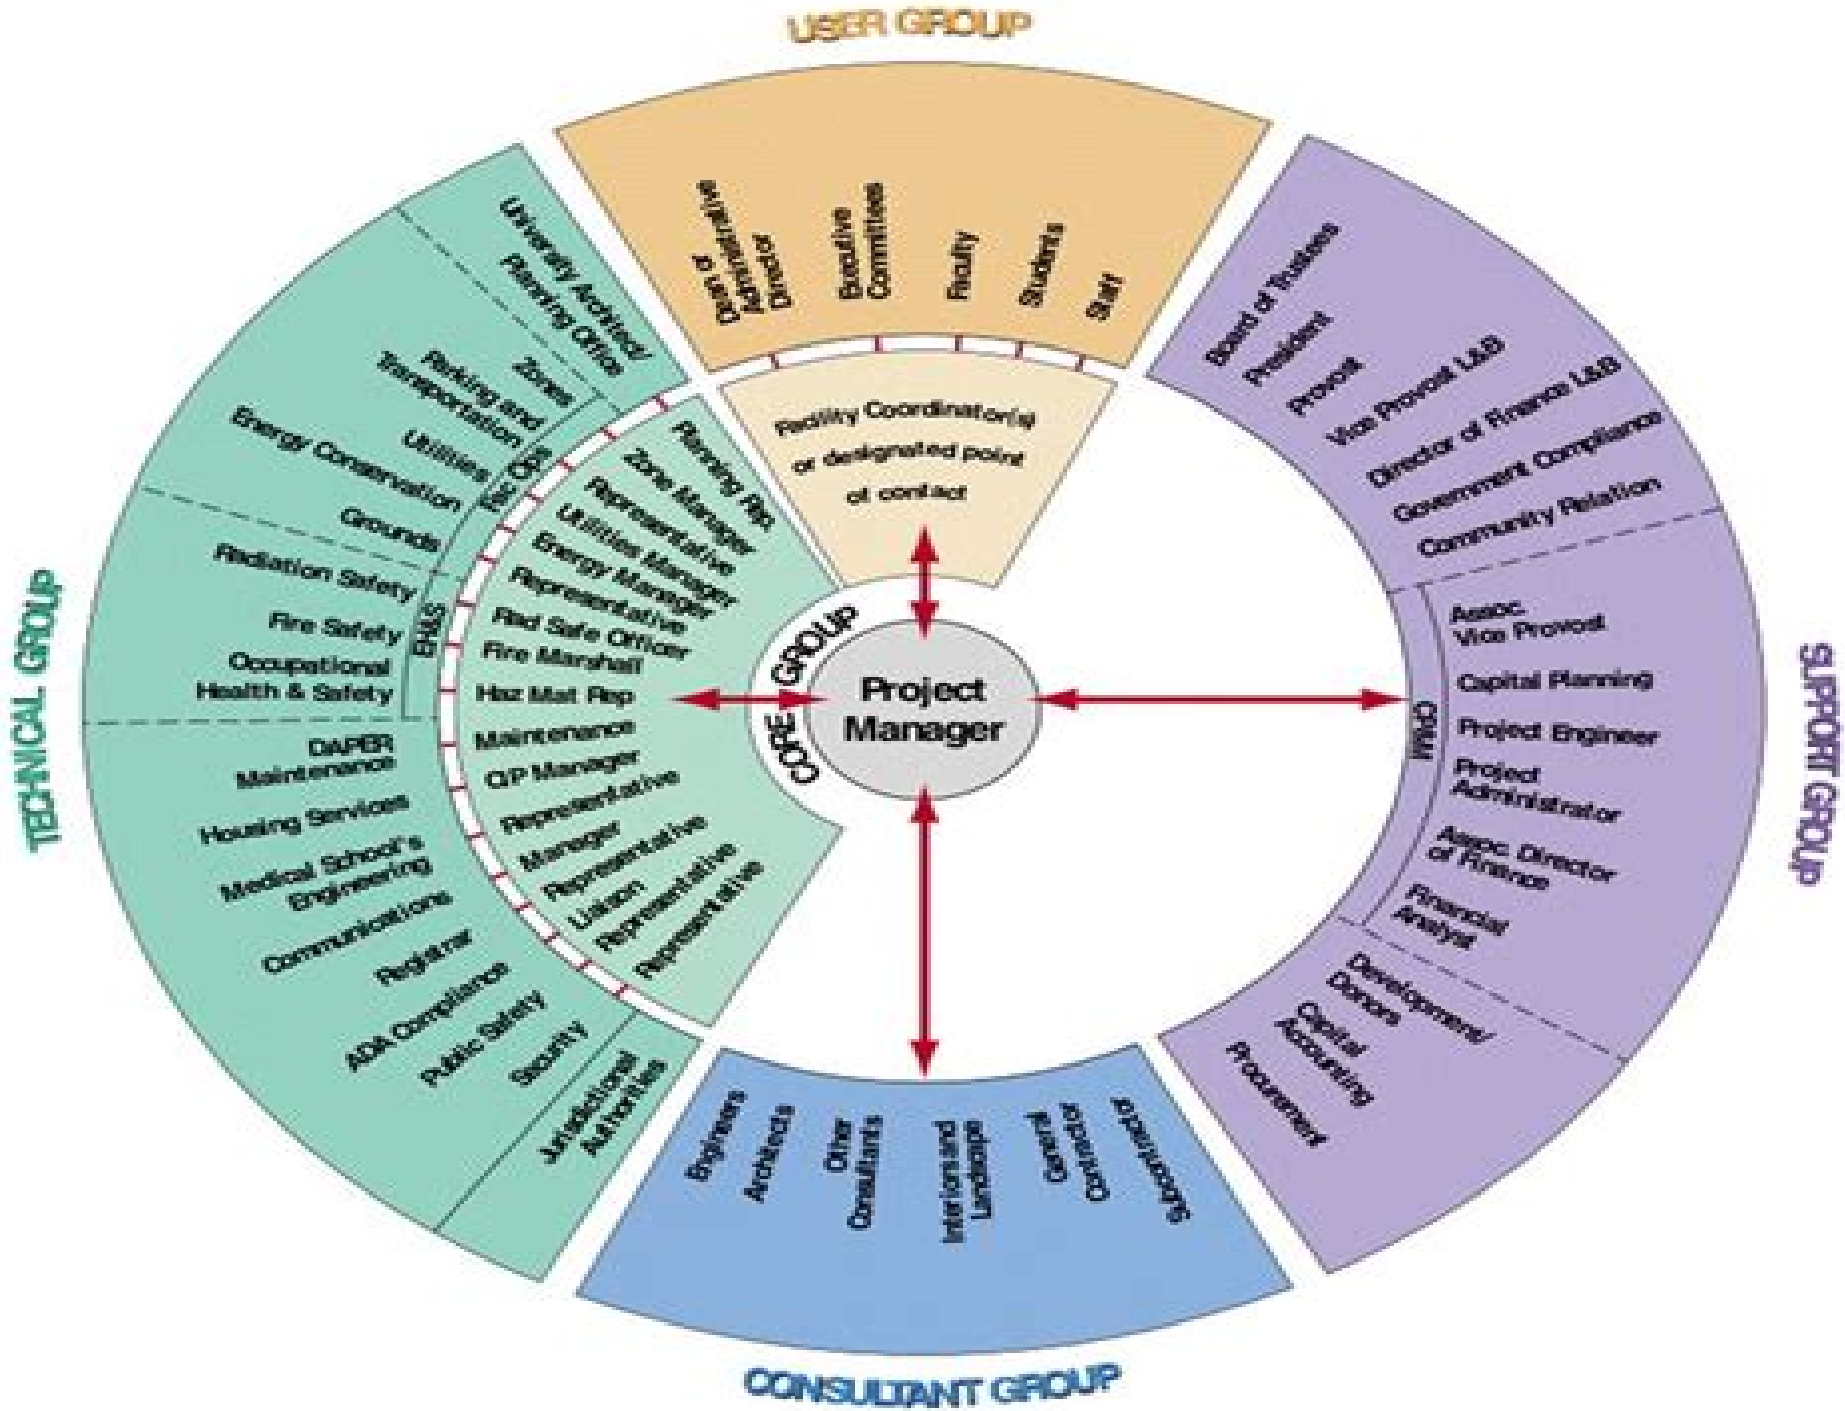 USER GROUP
Dean or
Administrative
Director
Executive
Committees
Faculty
Students
Staff
Facility Coordinator(s)
or designated point
of contact
TECHNICAL GROUP
University Architect/
Planning Office
Zones
Parking and
Transportation
Utilities
Energy Conservation
Grounds
Fac Ops
Radiation Safety
Fire Safety
Occupational
Health & Safety
EH&S
DAPER
Maintenance
Housing Services
Medical School's
Engineering
Communications
Registrar
ADA Compliance
Public Safety
Security
Jurisdictional
Authorities
Planning Rep.
Zone Manager
Representative
Utilities Manager
Energy Manager
Representative
Rad Safe Officer
Fire Marshall
Haz Mat Rep
Maintenance
O/P Manager
Representative
Manager
Representative
Liaison
Representative
Representative
CORE GROUP
Project
Manager
SUPPORT GROUP
Board of Trustees
President
Provost
Vice Provost L&B
Director of Finance L&B
Government Compliance
Community Relation
CPM
Assoc.
Vice Provost
Capital Planning
Project Engineer
Project
Administrator
Assoc. Director
of Finance
Financial
Analyst
Development/
Donors
Capital
Accounting
Procurement
Engineers
Architects
Other
Consultants
Interiors and
Landscape
General
Contractor
Subcontractor
CONSULTANT GROUP